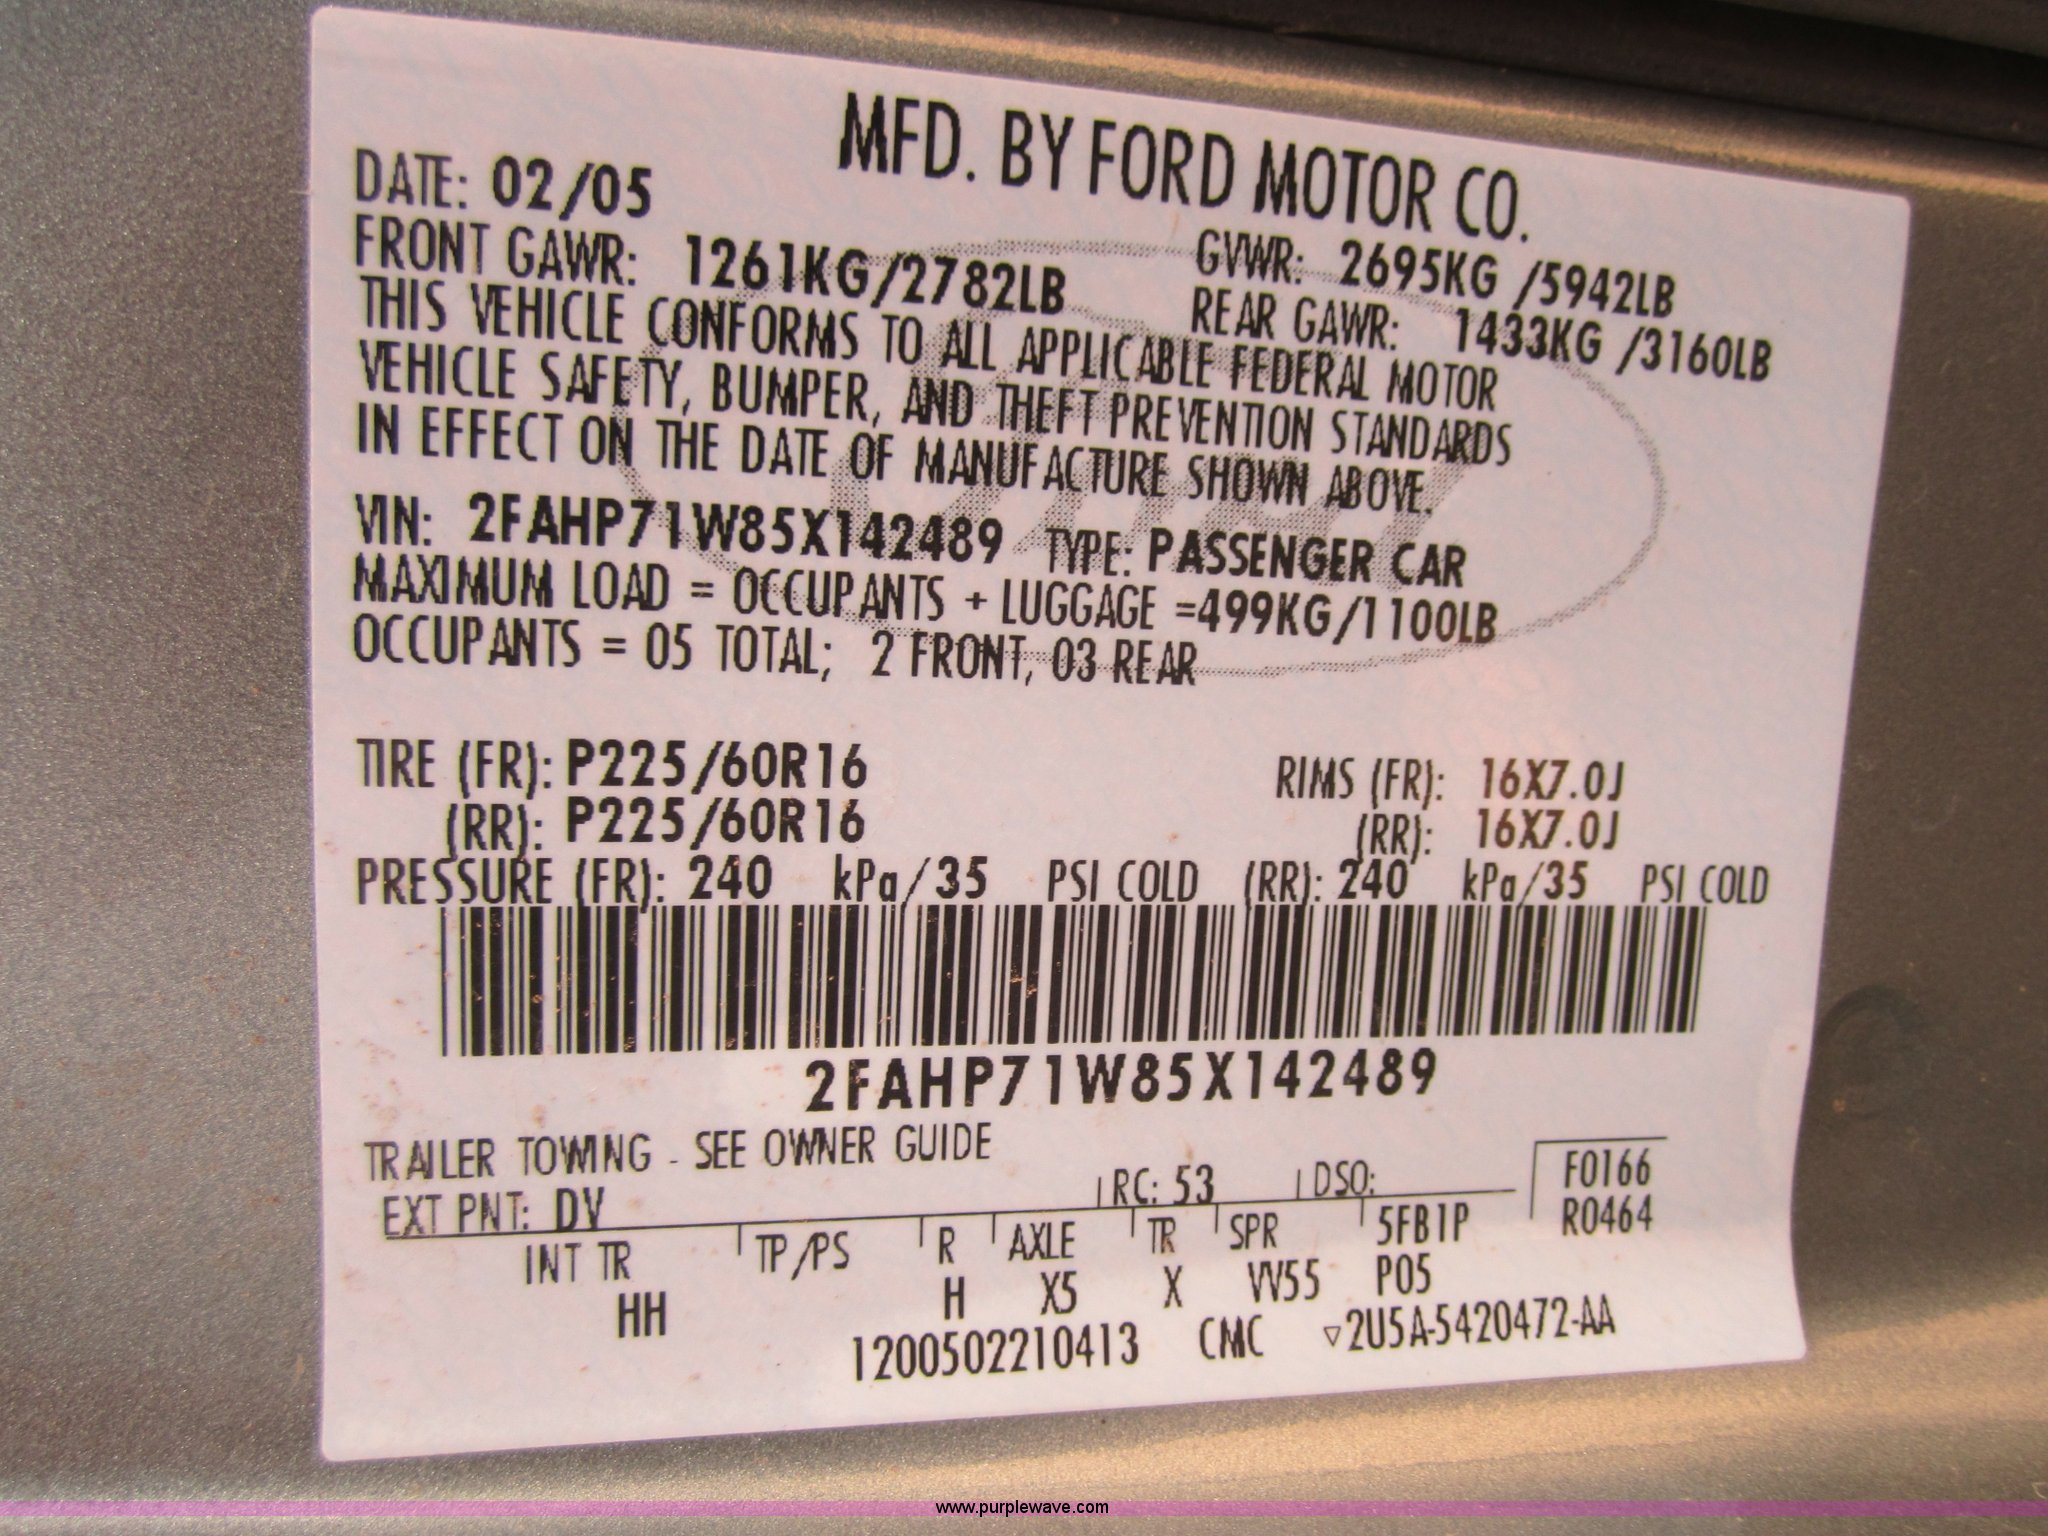 MFD. BY FORD MOTOR CO.
DATE: 02/05
FRONT GAWR: 1261KG/2782LB
GVWR: 2695KG /5942LB
REAR GAWR: 1433KG /3160LB
THIS VEHICLE CONFORMS TO ALL APPLICABLE FEDERAL MOTOR
VEHICLE SAFETY, BUMPER, AND THEFT PREVENTION STANDARDS
IN EFFECT ON THE DATE OF MANUFACTURE SHOWN ABOVE.
VIN: 2FAHP71W85X142489 TYPE: PASSENGER CAR
MAXIMUM LOAD = OCCUPANTS + LUGGAGE =499KG/1100LB
OCCUPANTS = 05 TOTAL; 2 FRONT, 03 REAR
TIRE (FR): P225/60R16 RIMS (FR): 16X7.0J
(RR): P225/60R16 (RR): 16X7.0J
PRESSURE (FR): 240 kPa/35 PSI COLD (RR): 240 kPa/35 PSI COLD
2FAHP71W85X142489
TRAILER TOWING - SEE OWNER GUIDE
EXT PNT: DV RC: 53 DSO: F0166
R0464
INT TR TP/PS R AXLE TR SPR 5FB1P
HH H X5 X VV55 P05
1200502210413 CMC ▽2U5A-5420472-AA
www.purplewave.com